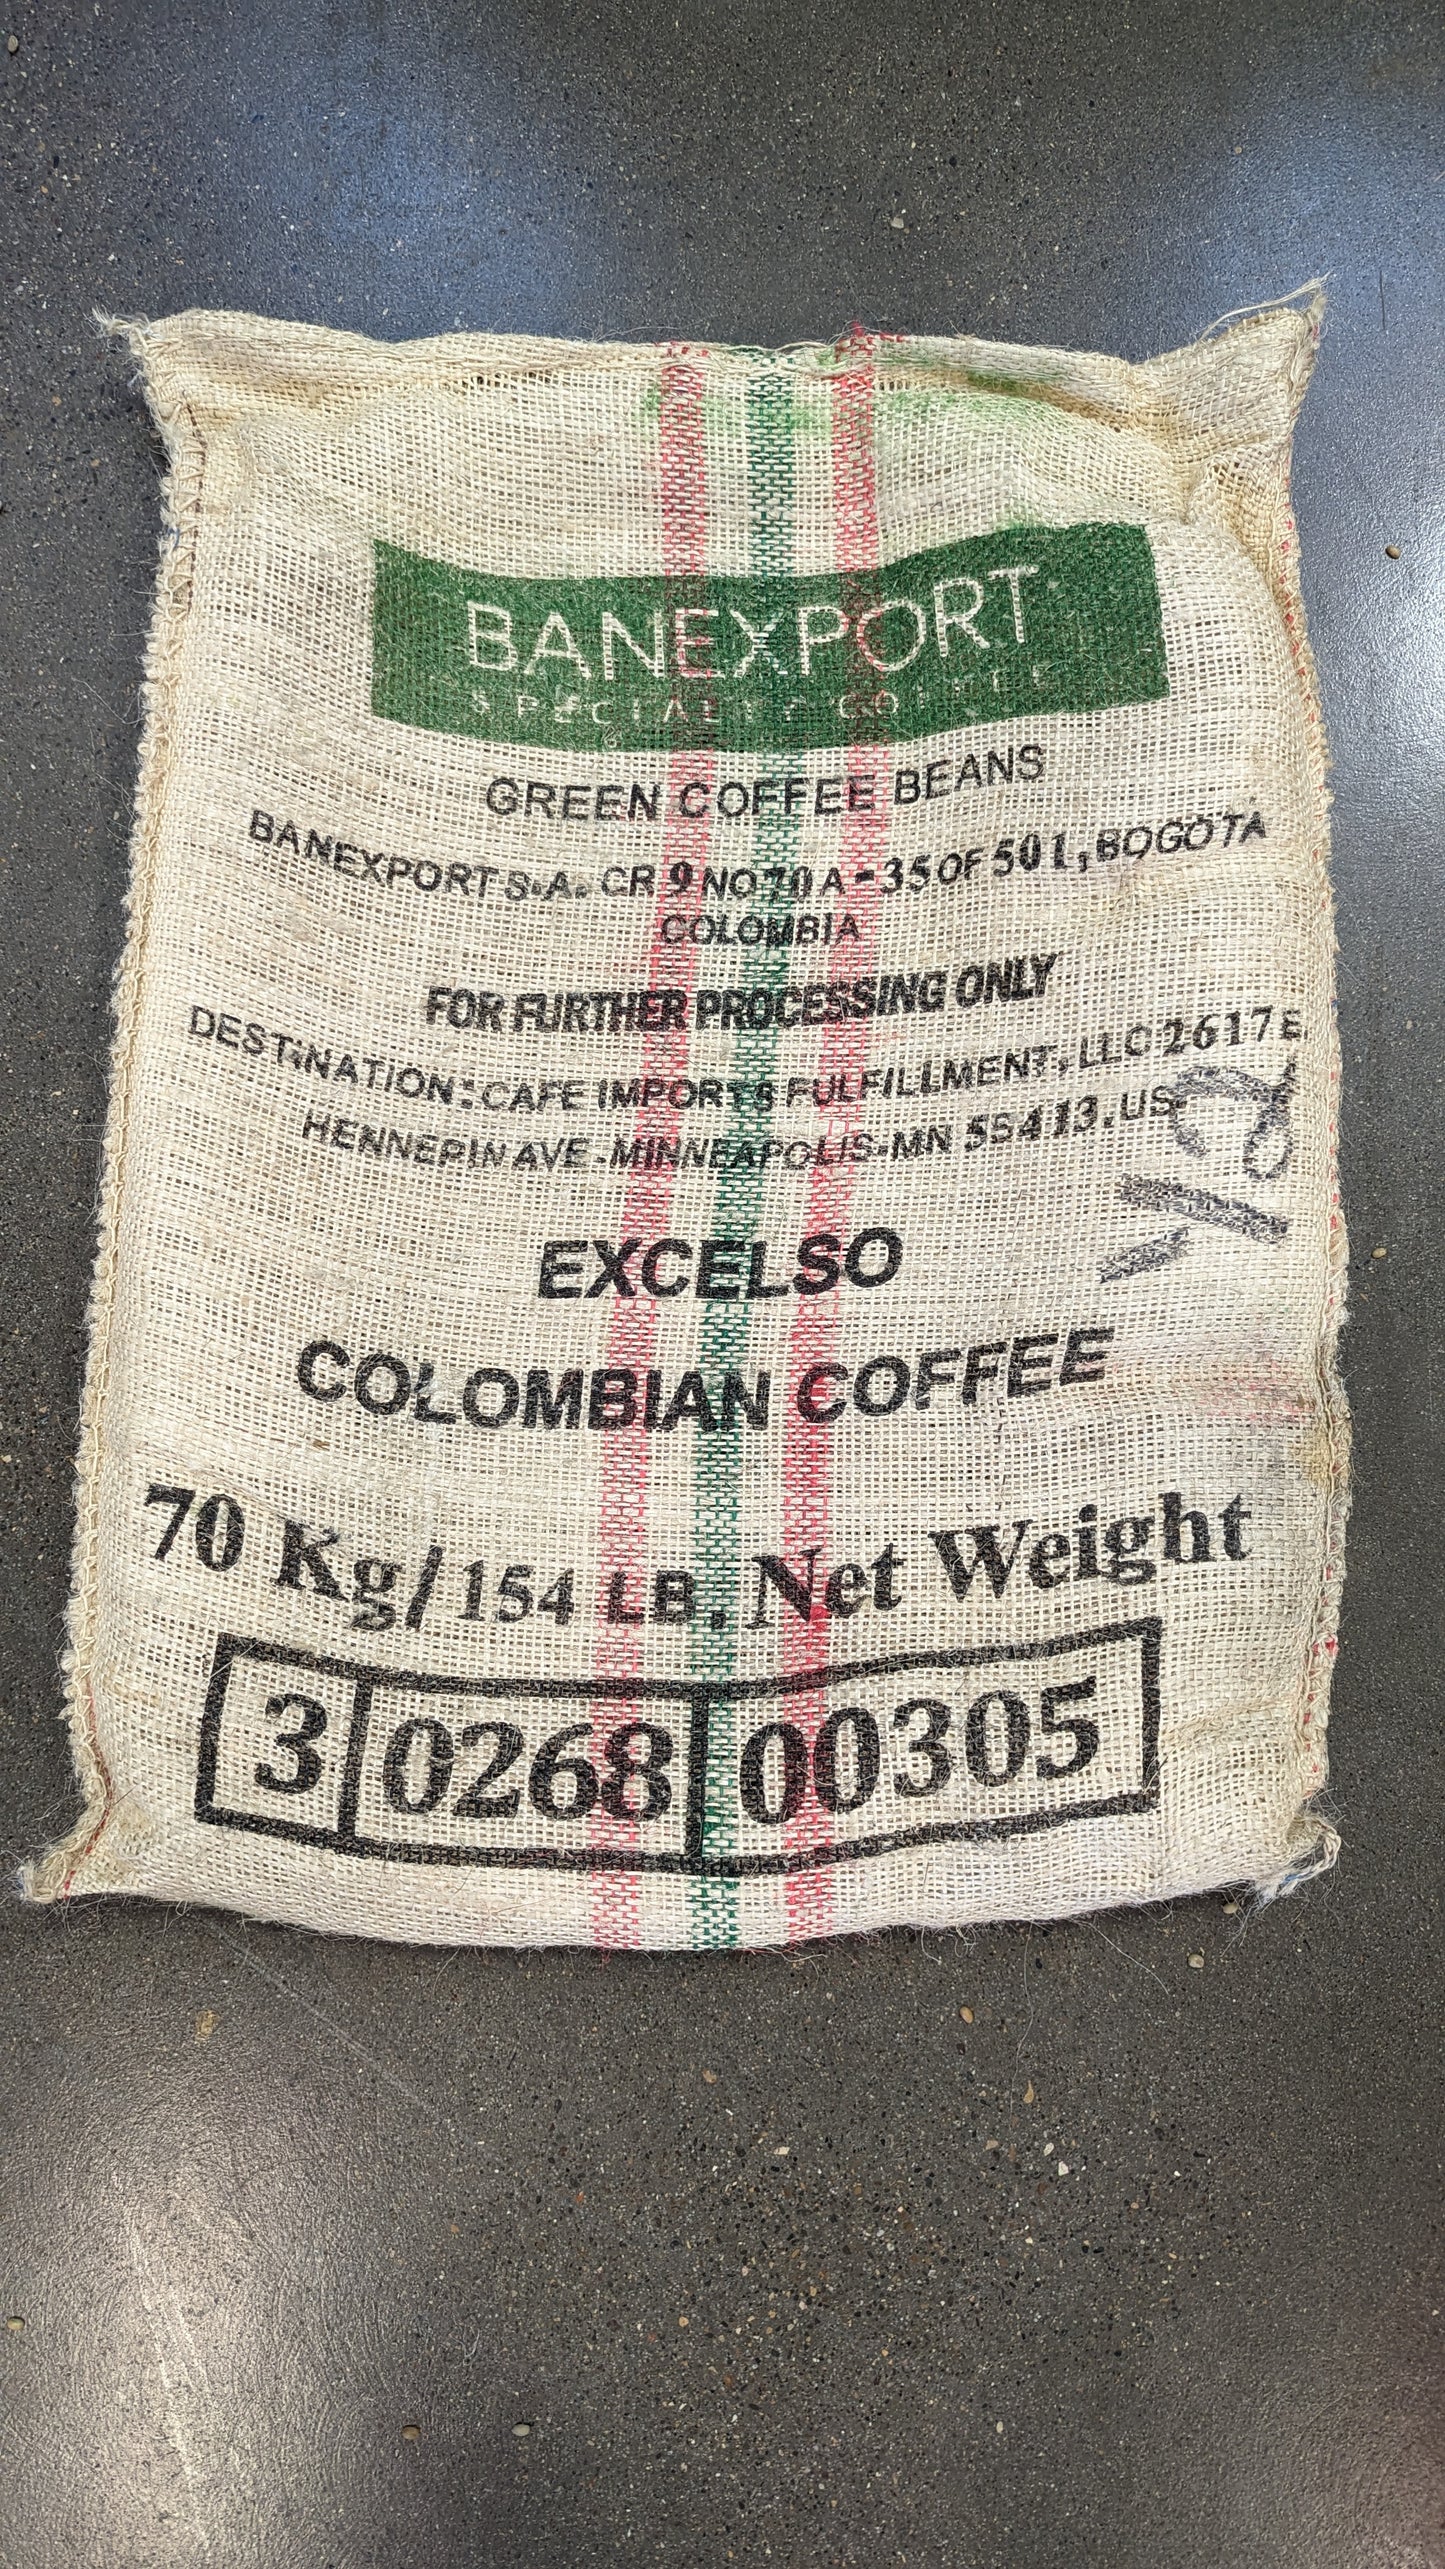 BANEXPORT
SPECIALTY COFFEE
GREEN COFFEE BEANS
BANEXPORT S.A. CR 9 NO 70 A - 35 OF 501, BOGOTA
COLOMBIA
FOR FURTHER PROCESSING ONLY
DESTINATION: CAFE IMPORTS FULFILLMENT, LLC 2617 E.
HENNEPIN AVE. MINNEAPOLIS. MN 55413. US
EXCELSO
COLOMBIAN COFFEE
70 Kg/ 154 LB. Net Weight
3 0268 00305